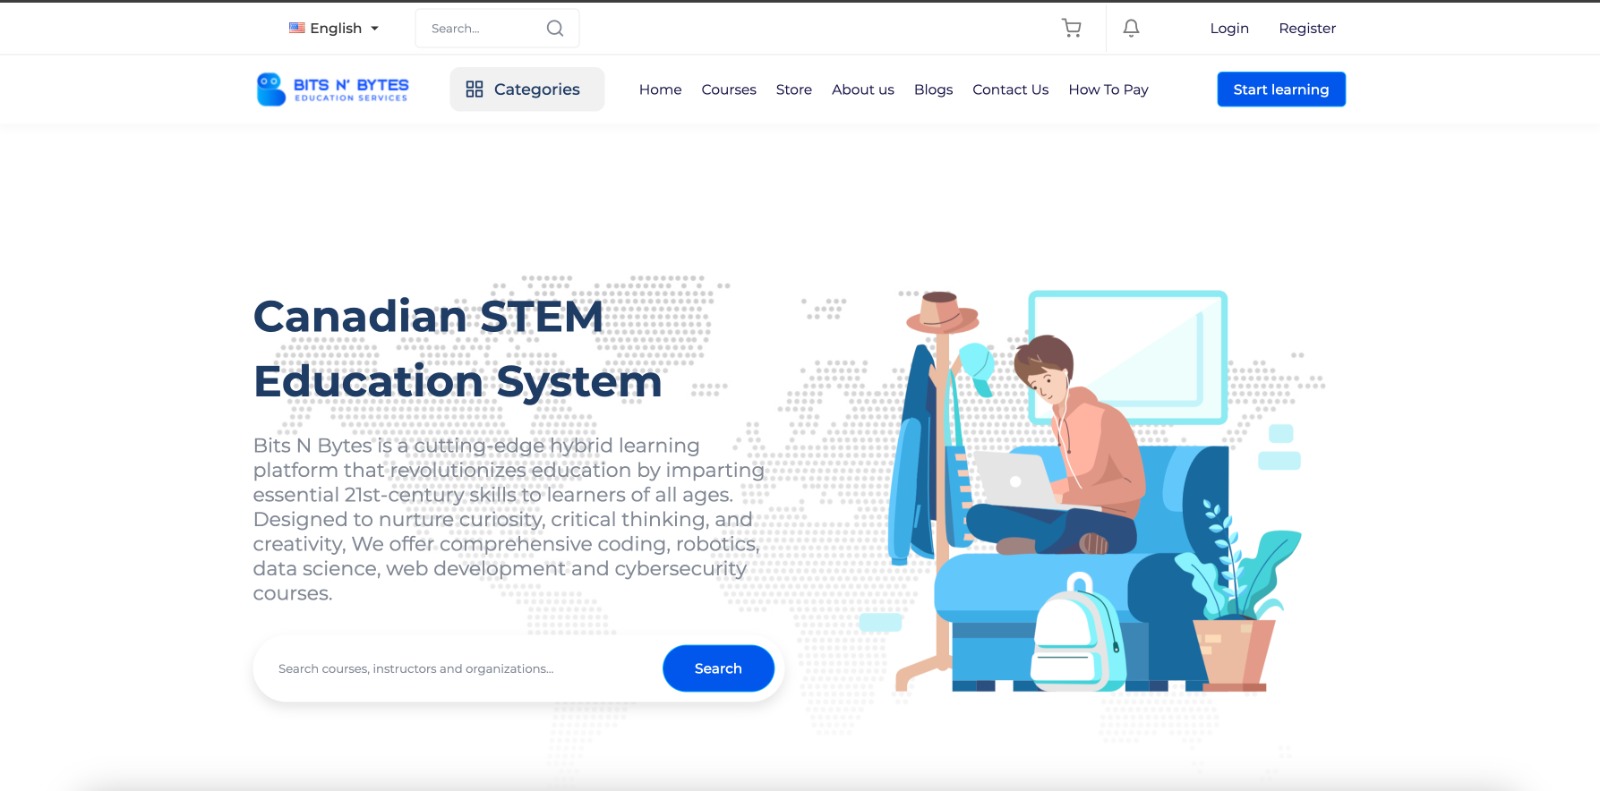 English
Search...
Login
Register
BITS N' BYTES
EDUCATION SERVICES
Categories
Home
Courses
Store
About us
Blogs
Contact Us
How To Pay
Start learning
Canadian STEM
Education System
Bits N Bytes is a cutting-edge hybrid learning
platform that revolutionizes education by imparting
essential 21st-century skills to learners of all ages.
Designed to nurture curiosity, critical thinking, and
creativity, We offer comprehensive coding, robotics,
data science, web development and cybersecurity
courses.
Search courses, instructors and organizations...
Search